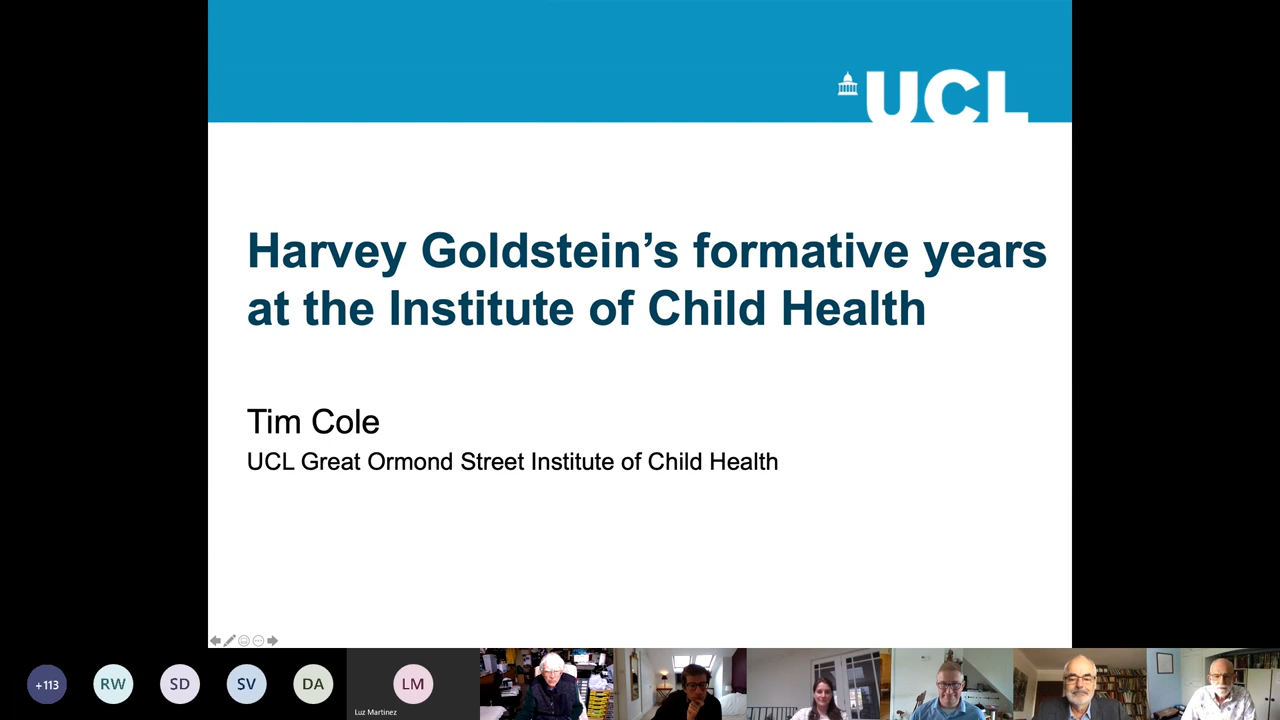 UCL
Harvey Goldstein’s formative years
at the Institute of Child Health
Tim Cole
UCL Great Ormond Street Institute of Child Health
+113
RW
SD
SV
DA
LM
Luz Martinez